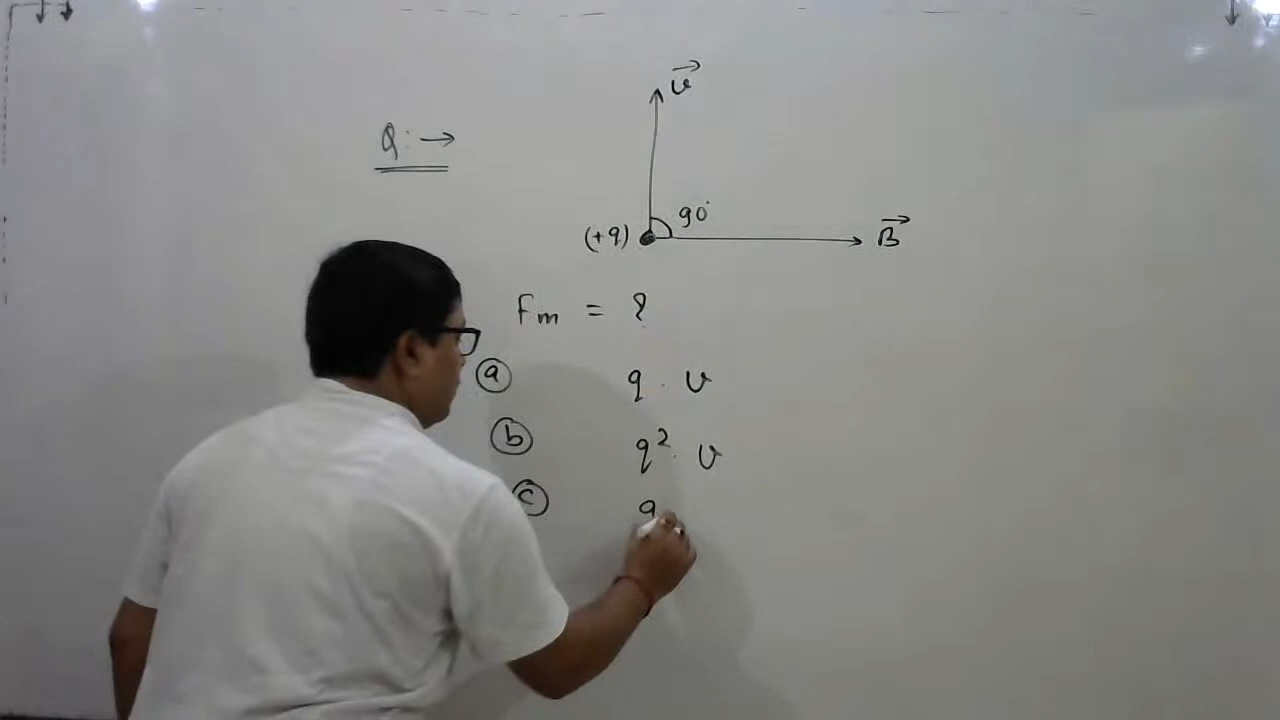 Q: →
v⃗
90°
(+q)
B⃗
Fm = ?
(a) q . v
(b) q² . v
(c) q